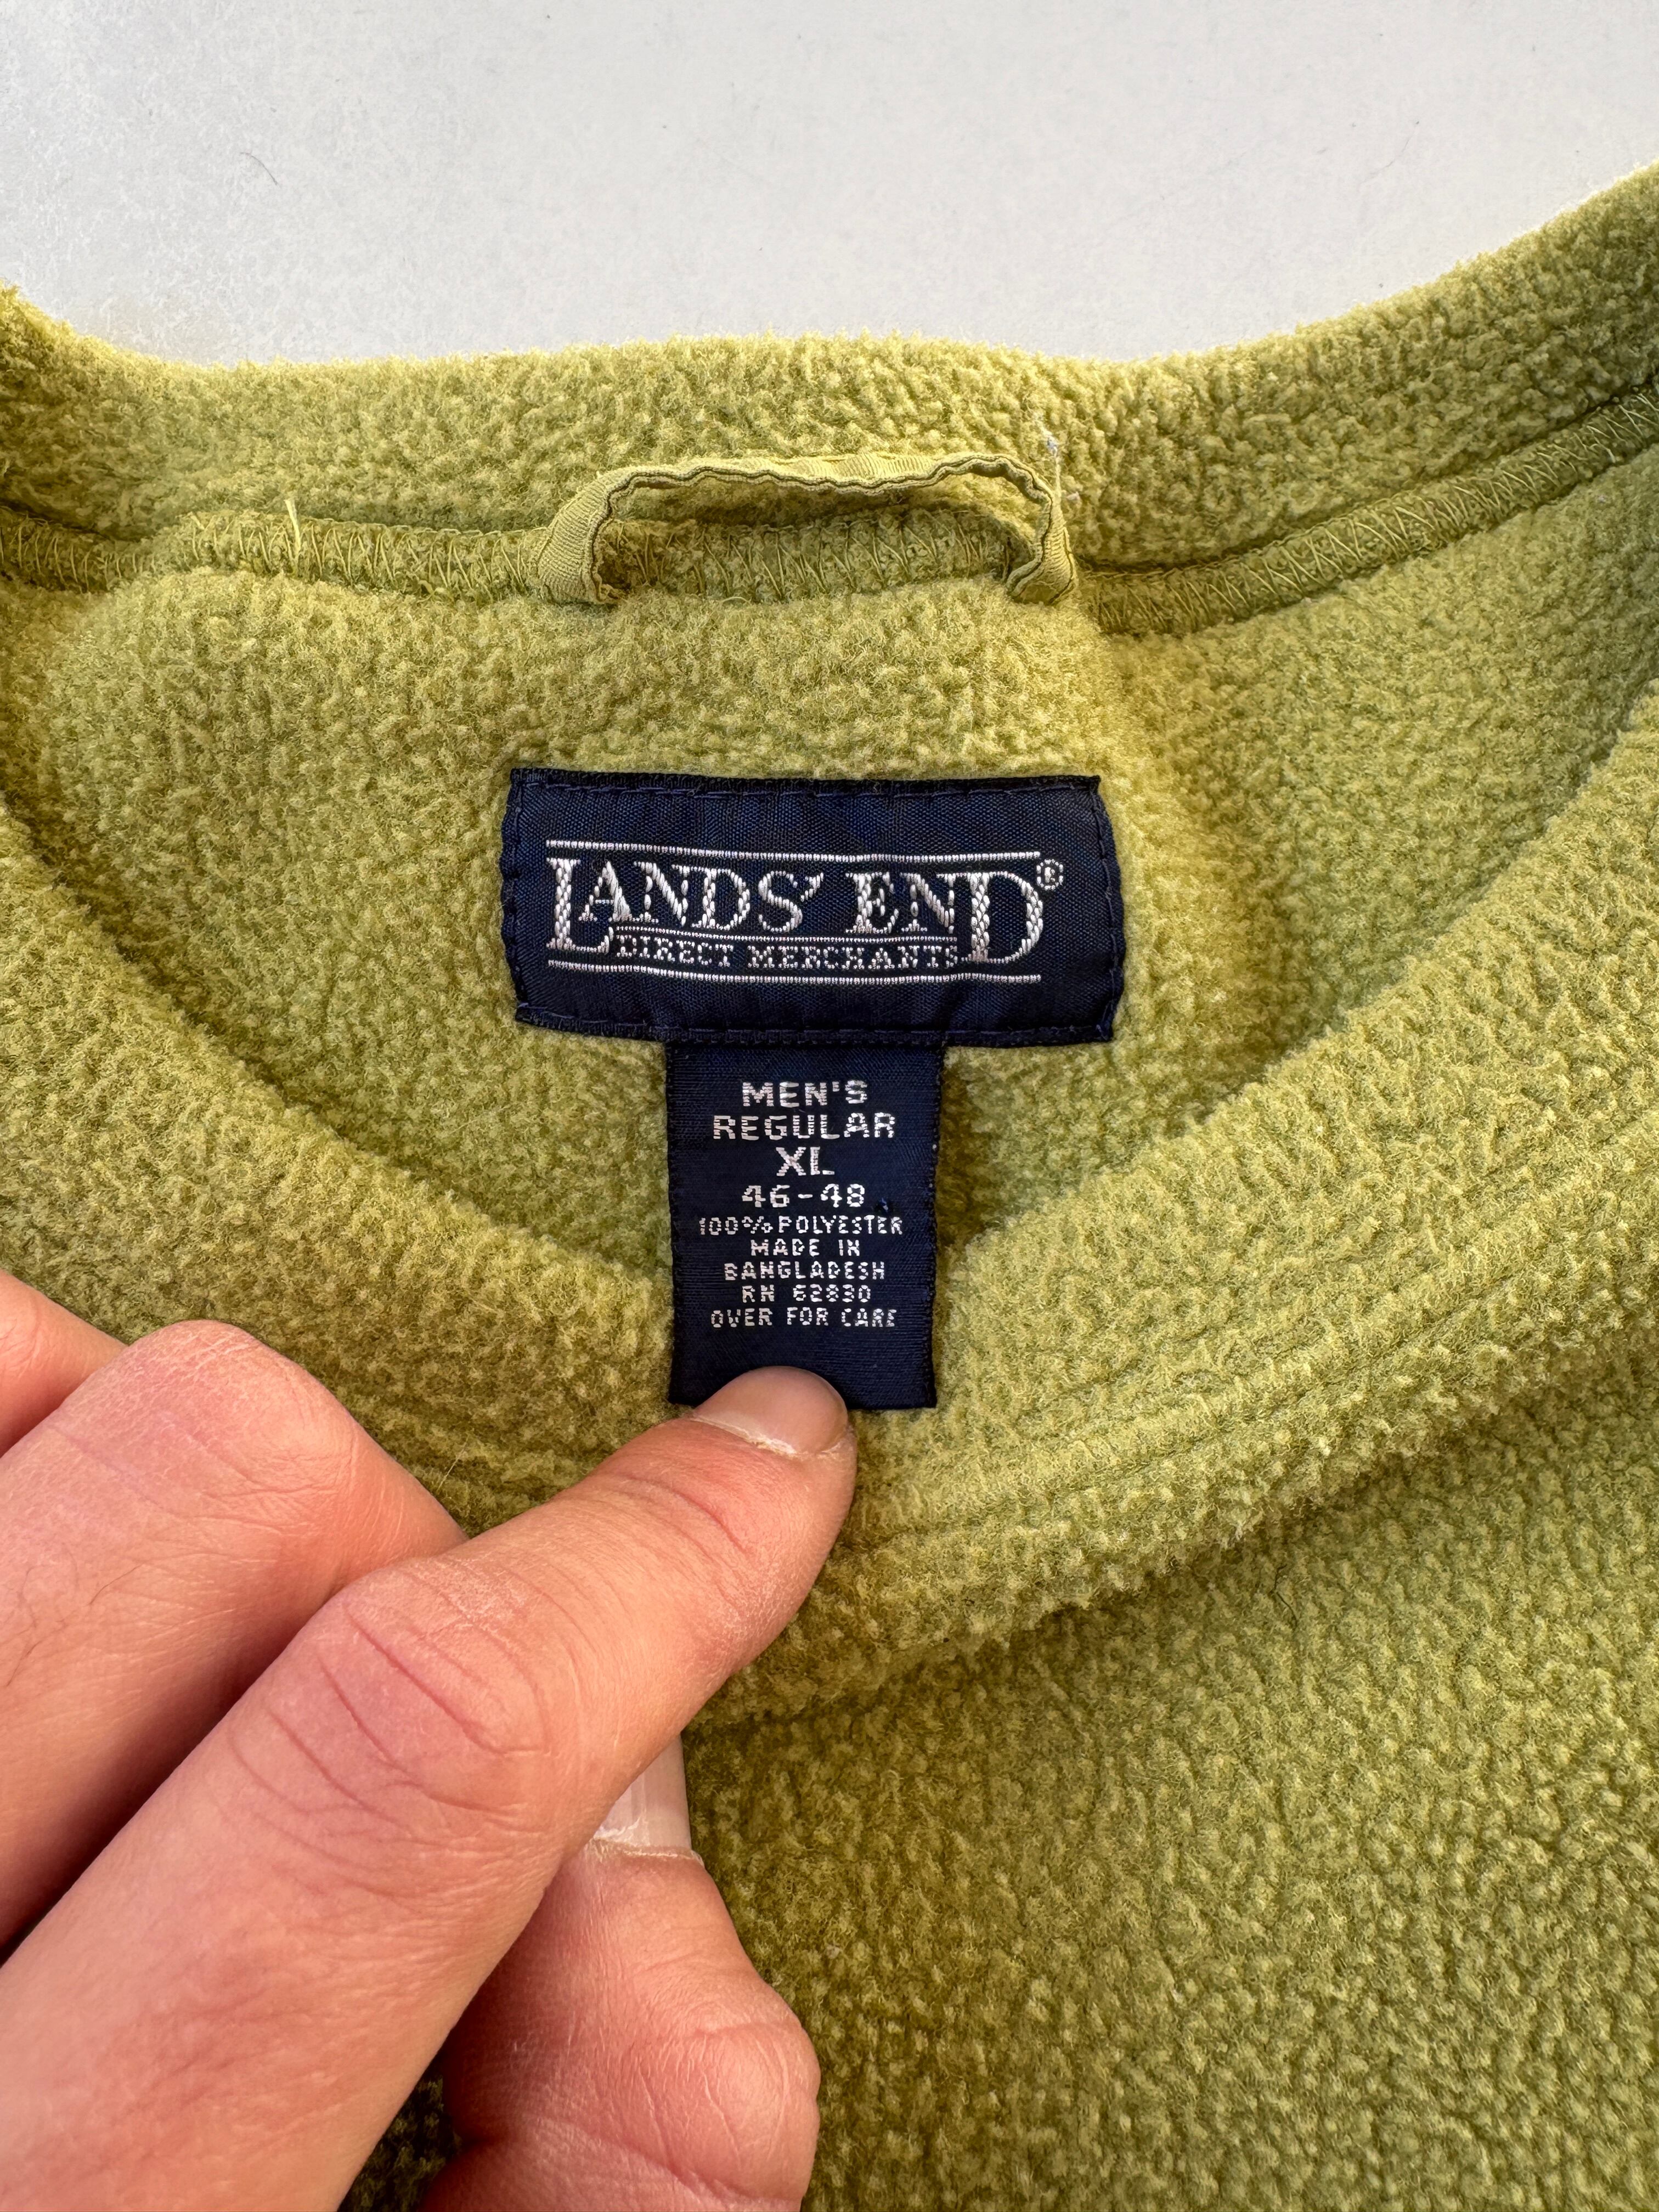 LANDS' END®
DIRECT MERCHANTS
MEN'S
REGULAR
XL
46-48
100% POLYESTER
MADE IN
BANGLADESH
RN 62830
OVER FOR CARE